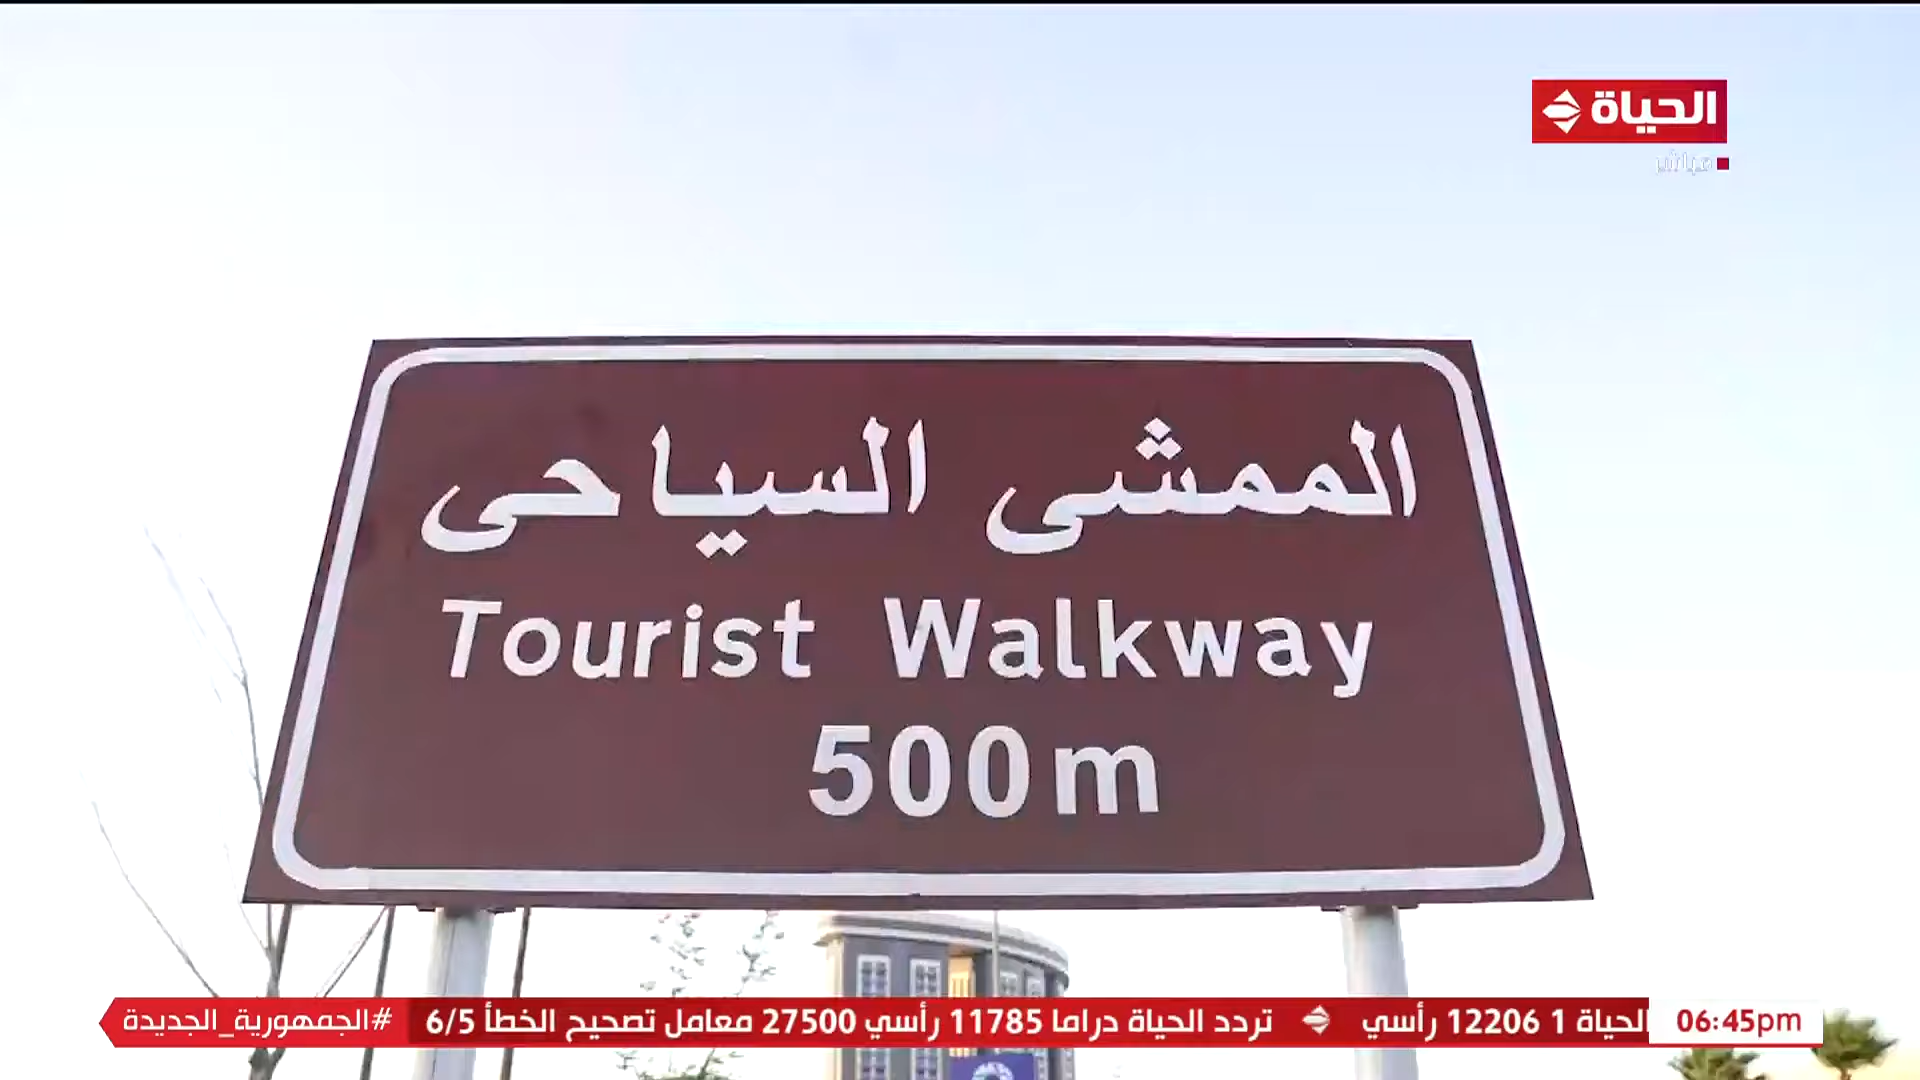 الحياة
مباشر
الممشى السياحى
Tourist Walkway
500m
06:45pm
الحياة 1 12206 رأسي تردد الحياة دراما 11785 رأسي 27500 معامل تصحيح الخطأ 6/5
#الجمهورية_الجديدة